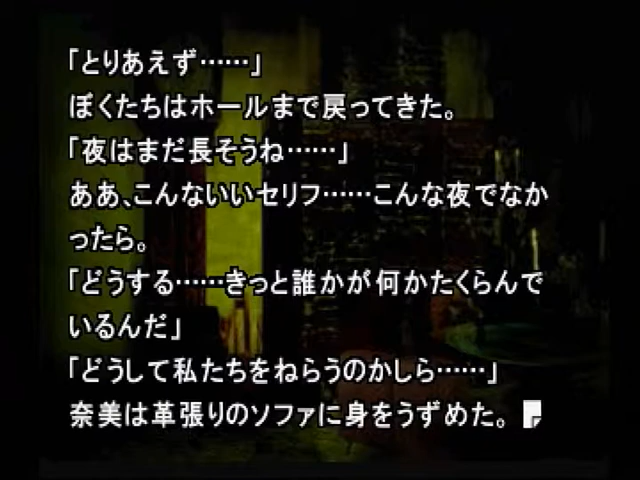 「とりあえず……」
ぼくたちはホールまで戻ってきた。
「夜はまだ長そうね……」
ああ、こんないいセリフ……こんな夜でなか
ったら。
「どうする……きっと誰かが何かたくらんで
いるんだ」
「どうして私たちをねらうのかしら……」
奈美は革張りのソファに身をうずめた。